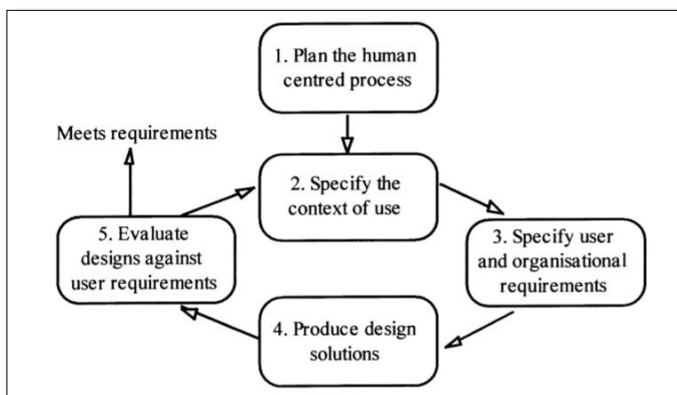 1. Plan the human
centred process
Meets requirements
2. Specify the
context of use
5. Evaluate
designs against
user requirements
3. Specify user
and organisational
requirements
4. Produce design
solutions